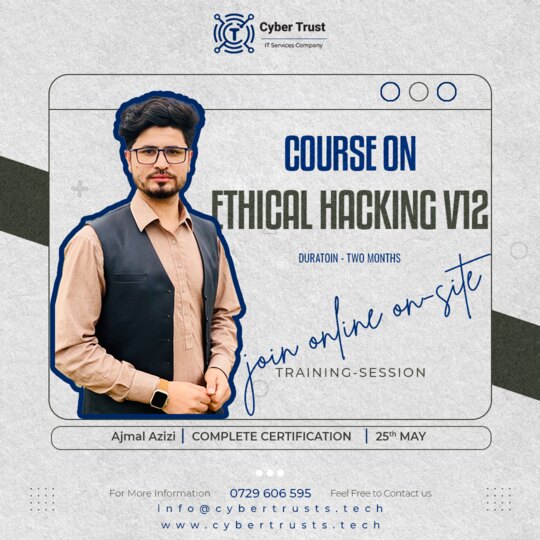 Cyber Trust
IT Services Company
COURSE ON
ETHICAL HACKING V12
DURATOIN - TWO MONTHS
join online on-site
TRAINING-SESSION
Ajmal Azizi | COMPLETE CERTIFICATION | 25th MAY
For More Information 0729 606 595 Feel Free to Contact us
info@cybertrusts.tech
www.cybertrusts.tech